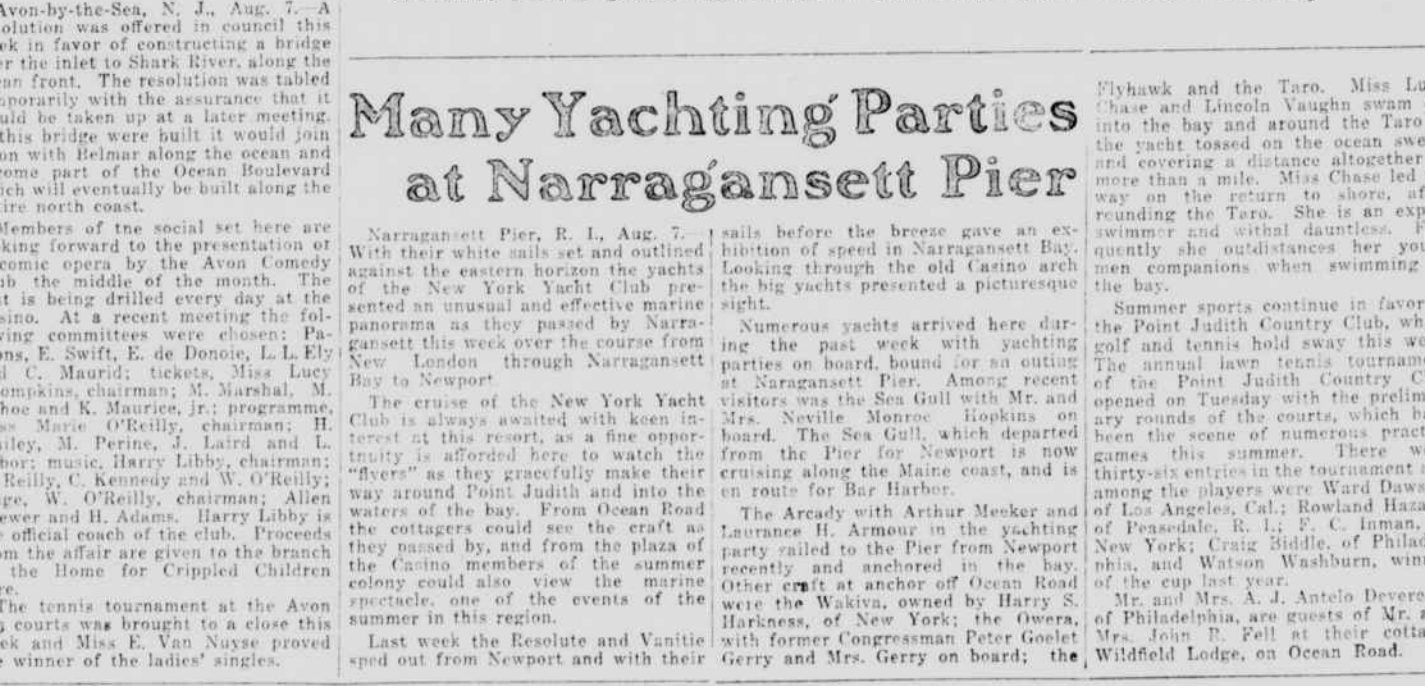 Avon-by-the-Sea, N. J., Aug. 7.—A
olution was offered in council this
ek in favor of constructing a bridge
er the inlet to Shark River, along the
an front. The resolution was tabled
porarily with the assurance that it
uld be taken up at a later meeting.
this bridge were built it would join
on with Belmar along the ocean and
come part of the Ocean Boulevard
ich will eventually be built along the
tire north coast.
Members of tne social set here are
king forward to the presentation of
comic opera by the Avon Comedy
ub the middle of the month. The
st is being drilled every day at the
sino. At a recent meeting the fol-
wing committees were chosen: Pa-
ons, E. Swift, E. de Donoie, L. L. Ely
d C. Maurid; tickets, Miss Lucy
ompkins, chairman; M. Marshal, M.
hoe and K. Maurice, jr.; programme,
ss Marie O'Reilly, chairman; H.
ailey, M. Perine, J. Laird and L.
bor; music, Harry Libby, chairman;
Reilly, C. Kennedy and W. O'Reilly;
ge, W. O'Reilly, chairman; Allen
ewer and H. Adams. Harry Libby is
e official coach of the club. Proceeds
om the affair are given to the branch
the Home for Crippled Children
re.
The tennis tournament at the Avon
courts was brought to a close this
ek and Miss E. Van Nuyse proved
e winner of the ladies' singles.
Many Yachting Parties
at Narragansett Pier
Narragansett Pier, R. I., Aug. 7.—
With their white sails set and outlined
against the eastern horizon the yachts
of the New York Yacht Club pre-
sented an unusual and effective marine
panorama as they passed by Narra-
gansett this week over the course from
New London through Narragansett
Bay to Newport.
The cruise of the New York Yacht
Club is always awaited with keen in-
terest at this resort, as a fine oppor-
tnuity is afforded here to watch the
"flyers" as they gracefully make their
way around Point Judith and into the
waters of the bay. From Ocean Road
the cottagers could see the craft as
they passed by, and from the plaza of
the Casino members of the summer
colony could also view the marine
spectacle, one of the events of the
summer in this region.
Last week the Resolute and Vanitie
sped out from Newport and with their
sails before the breeze gave an ex-
hibition of speed in Narragansett Bay.
Looking through the old Casino arch
the big yachts presented a picturesque
sight.
Numerous yachts arrived here dur-
ing the past week with yachting
parties on board, bound for an outing
at Naragansett Pier. Among recent
visitors was the Sea Gull with Mr. and
Mrs. Neville Monroe Hopkins on
board. The Sea Gull, which departed
from the Pier for Newport is now
cruising along the Maine coast, and is
en route for Bar Harbor.
The Arcady with Arthur Meeker and
Laurance H. Armour in the yachting
party sailed to the Pier from Newport
recently and anchored in the bay.
Other craft at anchor off Ocean Road
were the Wakiva, owned by Harry S.
Harkness, of New York; the Owera,
with former Congressman Peter Goelet
Gerry and Mrs. Gerry on board; the
Flyhawk and the Taro. Miss Lu
Chase and Lincoln Vaughn swam
into the bay and around the Taro
the yacht tossed on the ocean swe
and covering a distance altogether
more than a mile. Miss Chase led
way on the return to shore, af
rounding the Taro. She is an exp
swimmer and withal dauntless. F
quently she outdistances her yo
men companions when swimming
the bay.
Summer sports continue in favor
the Point Judith Country Club, wh
golf and tennis hold sway this we
The annual lawn tennis tourname
of the Point Judith Country C
opened on Tuesday with the prelim
ary rounds of the courts, which h
been the scene of numerous pract
games this summer. There w
thirty-six entries in the tournament
among the players were Ward Daws
of Los Angeles, Cal.; Rowland Haza
of Peasedale, R. I.; F. C. Inman,
New York; Craig Biddle, of Philad
phia, and Watson Washburn, win
of the cup last year.
Mr. and Mrs. A. J. Antelo Devere
of Philadelphia, are guests of Mr. a
Mrs. John R. Fell at their cotta
Wildfield Lodge, on Ocean Road.